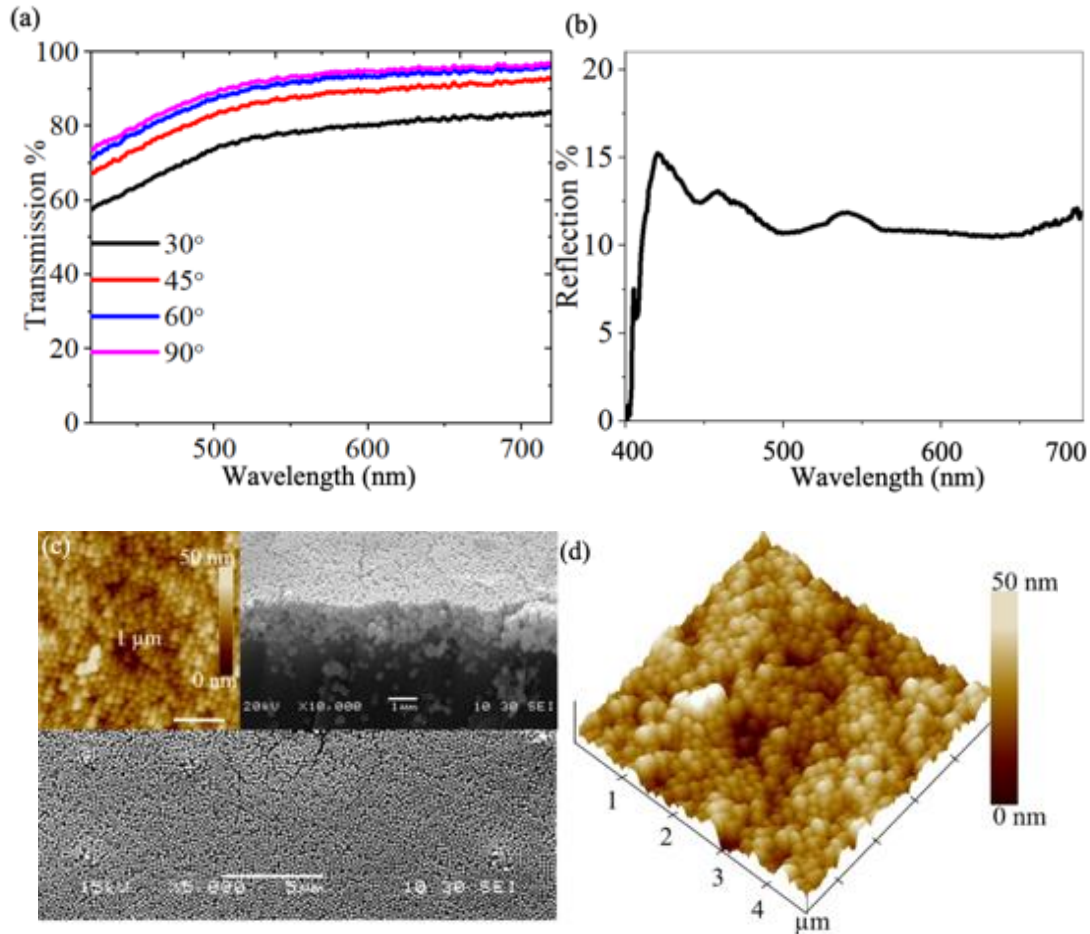 (a)
100
80
60
40
20
0
Transmission %
30°
45°
60°
90°
500
600
700
Wavelength (nm)
(b)
20
15
10
5
0
Reflection %
400
500
600
700
Wavelength (nm)
(c)
50 nm
1 µm
0 nm
20kV X10,000 1µm 10 30 SEI
15kV X5,000 5µm 10 30 SEI
(d)
50 nm
0 nm
1
2
3
4
µm